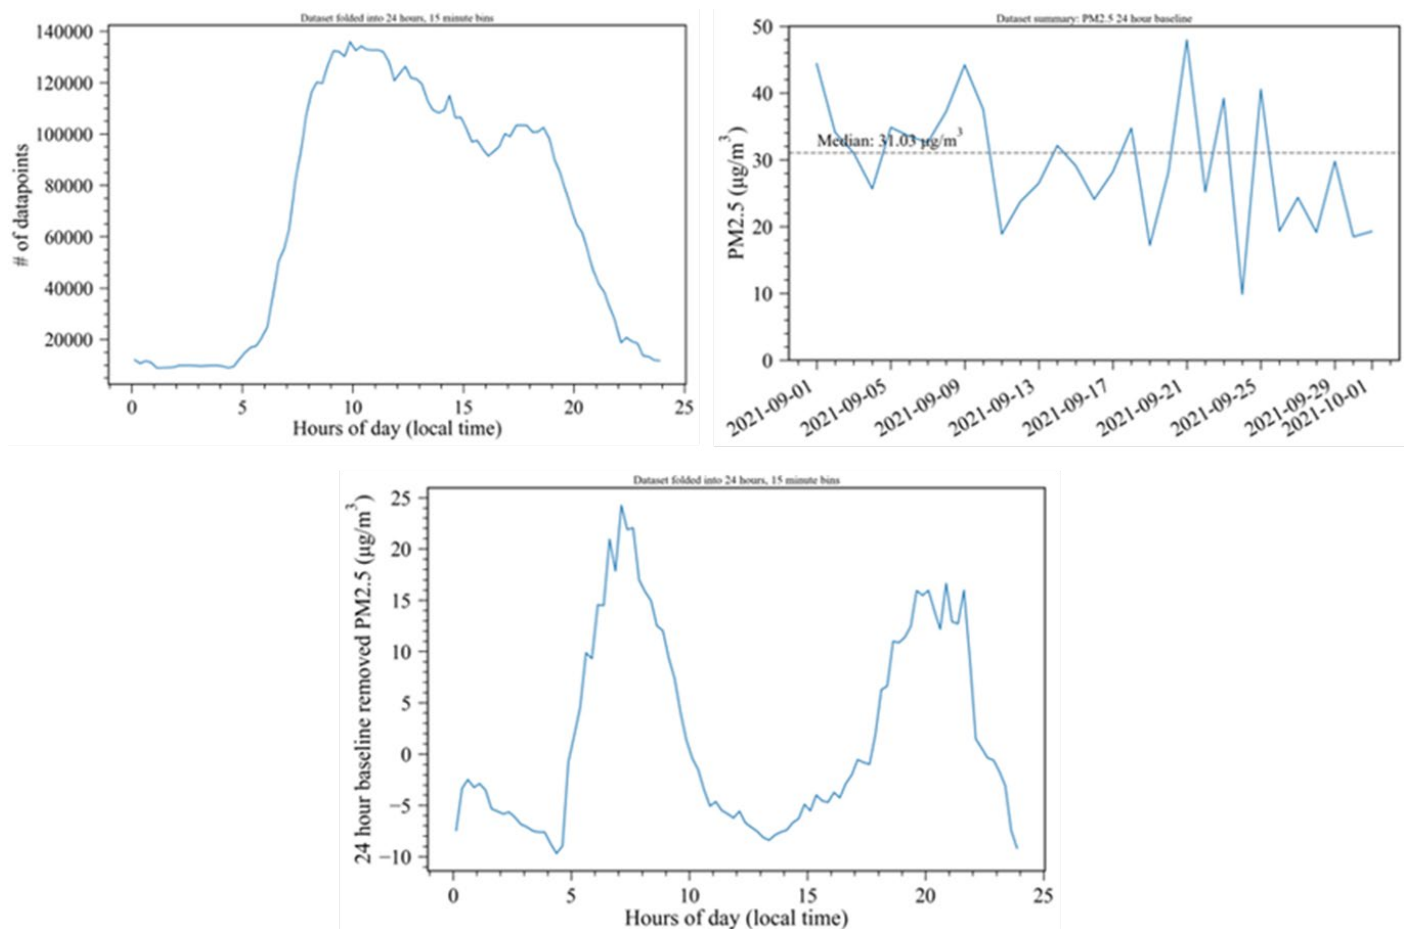 Dataset folded into 24 hours, 15 minute bins
140000
120000
100000
80000
60000
40000
20000
# of datapoints
0 5 10 15 20 25
Hours of day (local time)
Dataset summary: PM2.5 24 hour baseline
50
40
30
20
10
0
PM2.5 (µg/m³)
Median: 31.03 µg/m³
2021-09-01 2021-09-05 2021-09-09 2021-09-13 2021-09-17 2021-09-21 2021-09-25 2021-09-29 2021-10-01
Dataset folded into 24 hours, 15 minute bins
25
20
15
10
5
0
−5
−10
24 hour baseline removed PM2.5 (µg/m³)
0 5 10 15 20 25
Hours of day (local time)